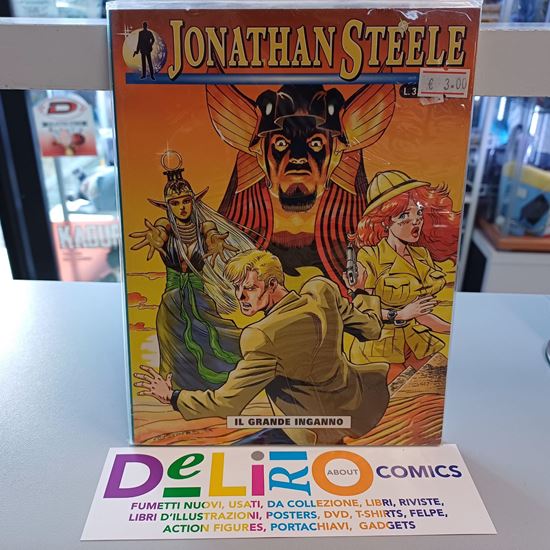 JONATHAN STEELE
L. 3
€ 3.00
IL GRANDE INGANNO
DeLiRiO ABOUT COMICS
FUMETTI NUOVI, USATI, DA COLLEZIONE, LIBRI, RIVISTE,
LIBRI D'ILLUSTRAZIONI, POSTERS, DVD, T-SHIRTS, FELPE,
ACTION FIGURES, PORTACHIAVI, GADGETS